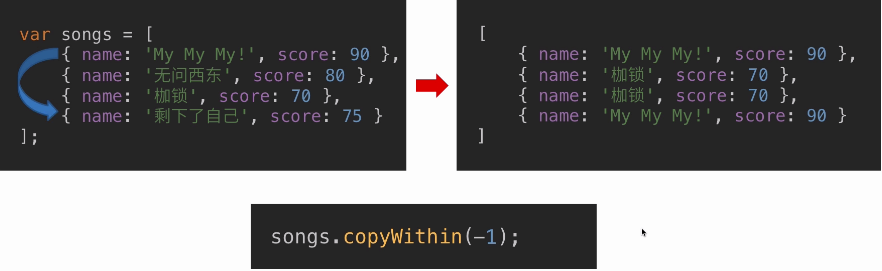 var songs = [
{ name: 'My My My!', score: 90 },
{ name: '无问西东', score: 80 },
{ name: '枷锁', score: 70 },
{ name: '剩下了自己', score: 75 }
];
[
{ name: 'My My My!', score: 90 },
{ name: '枷锁', score: 70 },
{ name: '枷锁', score: 70 },
{ name: 'My My My!', score: 90 }
]
songs.copyWithin(-1);